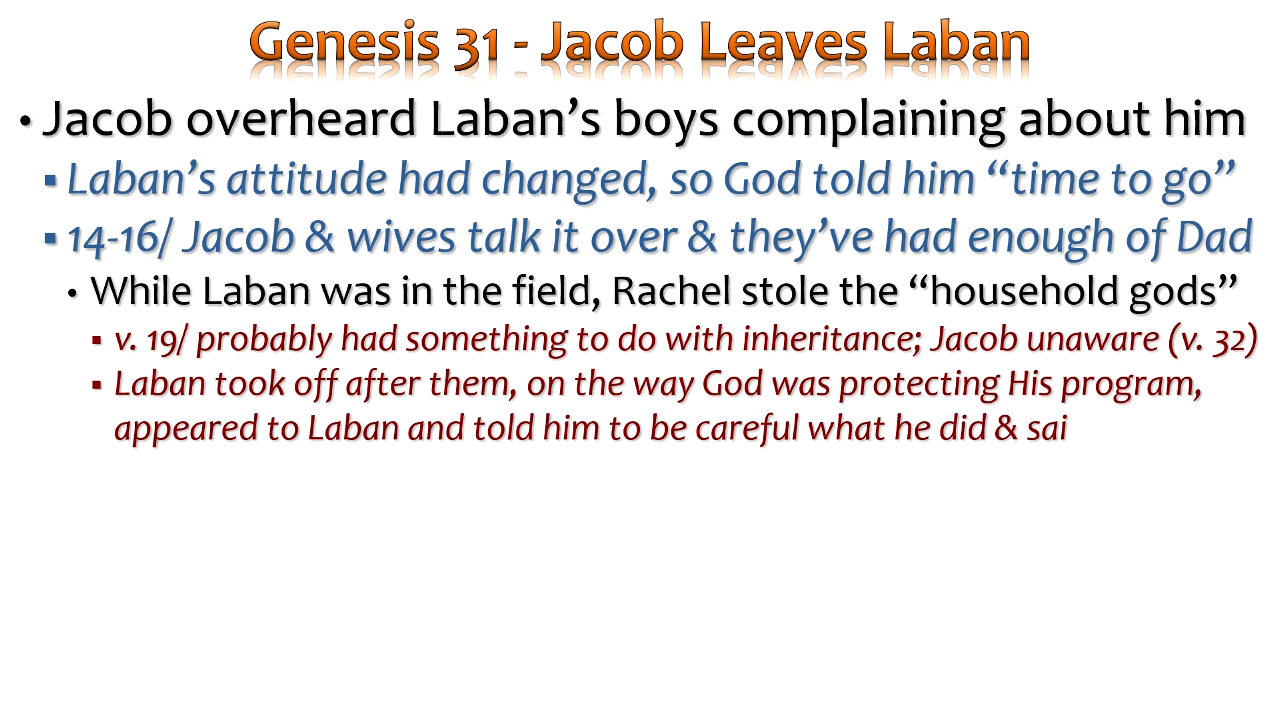 Genesis 31 - Jacob Leaves Laban
• Jacob overheard Laban’s boys complaining about him
▪ Laban’s attitude had changed, so God told him “time to go”
▪ 14-16/ Jacob & wives talk it over & they’ve had enough of Dad
• While Laban was in the field, Rachel stole the “household gods”
▪ v. 19/ probably had something to do with inheritance; Jacob unaware (v. 32)
▪ Laban took off after them, on the way God was protecting His program,
appeared to Laban and told him to be careful what he did & sai